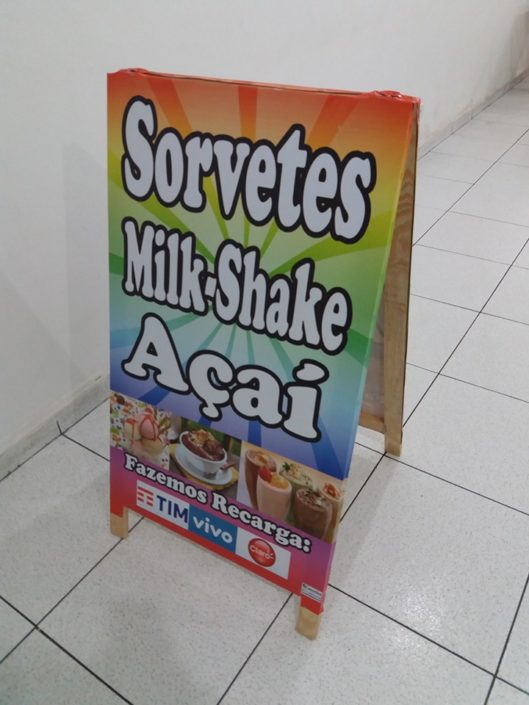 Sorvetes
Milk-Shake
Açaí
Fazemos Recarga:
TIM vivo Claro